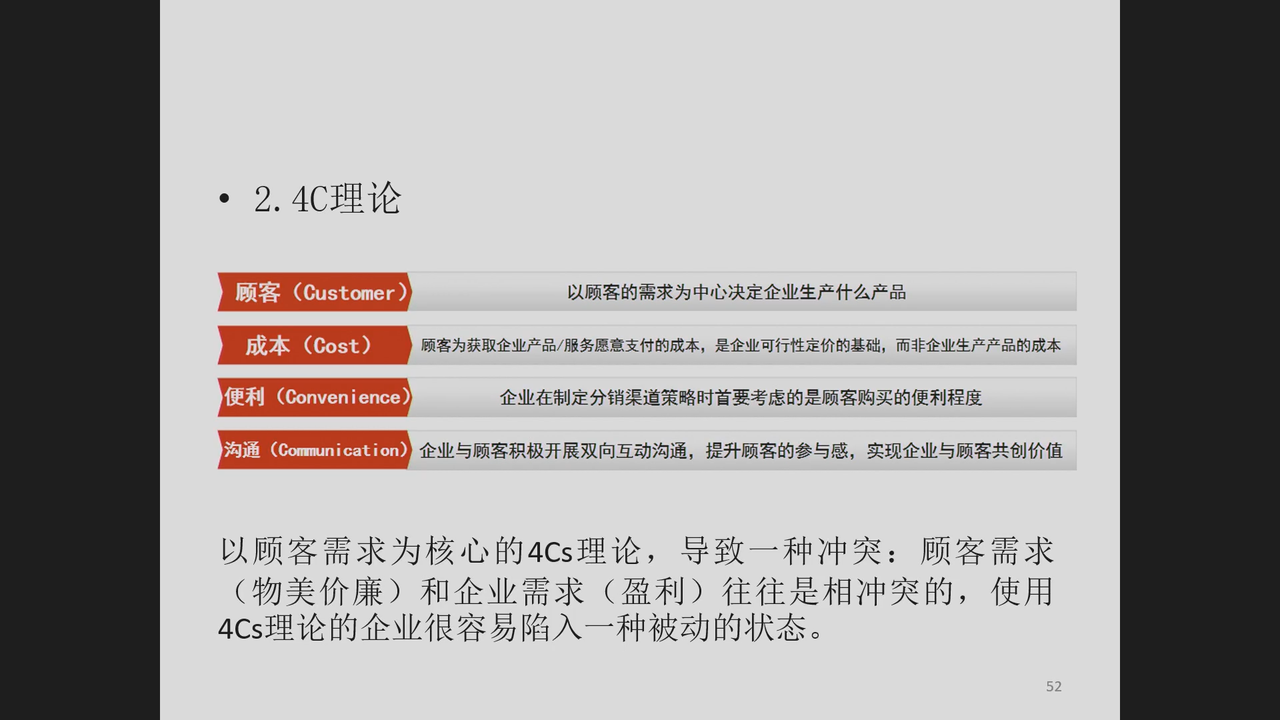 • 2.4C理论
顾客（Customer） 以顾客的需求为中心决定企业生产什么产品
成本（Cost） 顾客为获取企业产品/服务愿意支付的成本，是企业可行性定价的基础，而非企业生产产品的成本
便利（Convenience） 企业在制定分销渠道策略时首要考虑的是顾客购买的便利程度
沟通（Communication） 企业与顾客积极开展双向互动沟通，提升顾客的参与感，实现企业与顾客共创价值
以顾客需求为核心的4Cs理论，导致一种冲突：顾客需求
（物美价廉）和企业需求（盈利）往往是相冲突的，使用
4Cs理论的企业很容易陷入一种被动的状态。
52